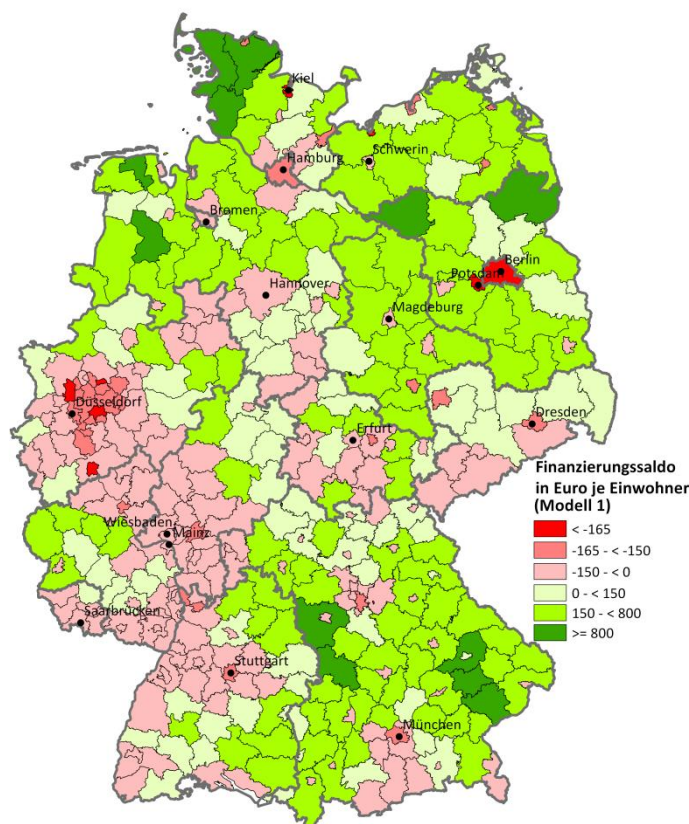 Kiel
Hamburg
Schwerin
Bremen
Berlin
Potsdam
Hannover
Magdeburg
Düsseldorf
Dresden
Erfurt
Wiesbaden
Mainz
Saarbrücken
Stuttgart
München
Finanzierungssaldo
in Euro je Einwohner
(Modell 1)
< -165
-165 - < -150
-150 - < 0
0 - < 150
150 - < 800
>= 800